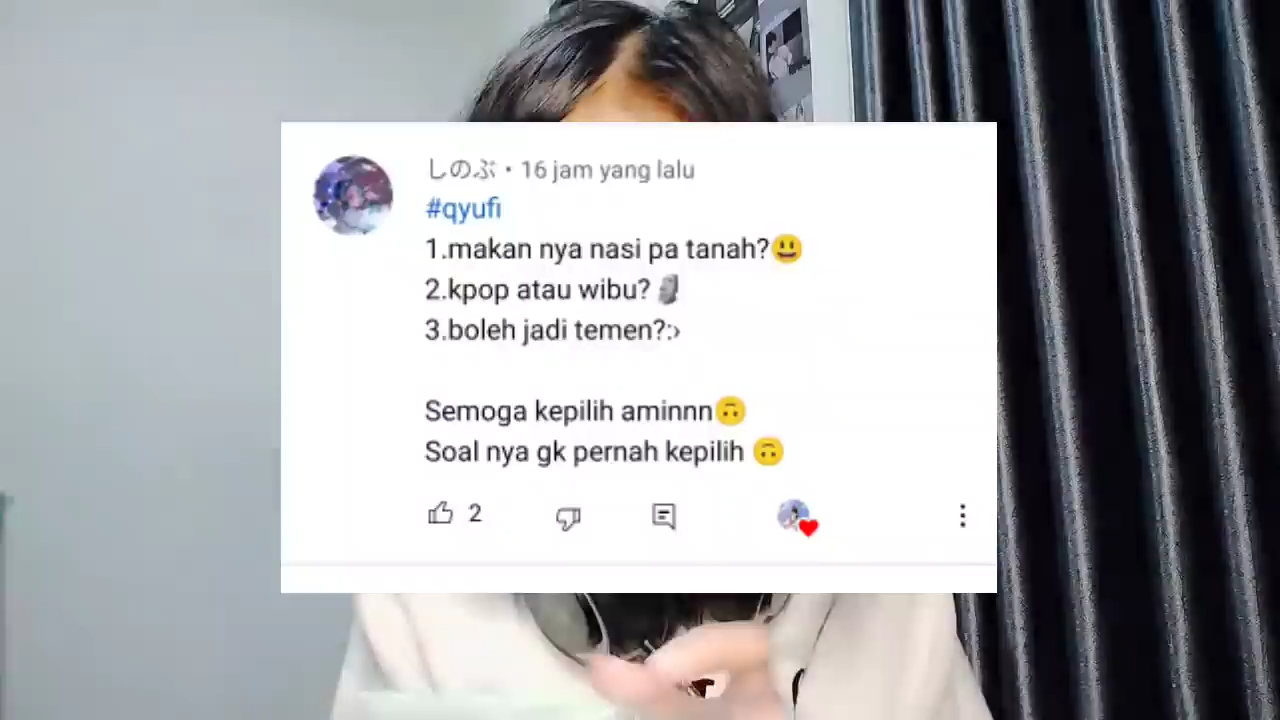 しのぶ • 16 jam yang lalu
#qyufi
1.makan nya nasi pa tanah?😃
2.kpop atau wibu?🗿
3.boleh jadi temen?:›
Semoga kepilih aminnn🙃
Soal nya gk pernah kepilih 🙃
2